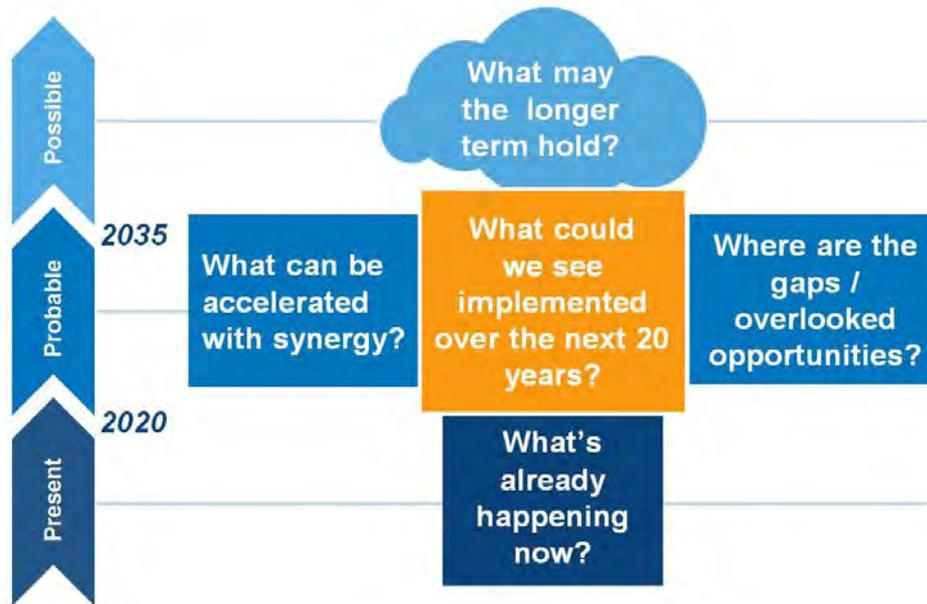 Possible
What may
the longer
term hold?
2035
Probable
What can be
accelerated
with synergy?
What could
we see
implemented
over the next 20
years?
Where are the
gaps /
overlooked
opportunities?
2020
Present
What's
already
happening
now?